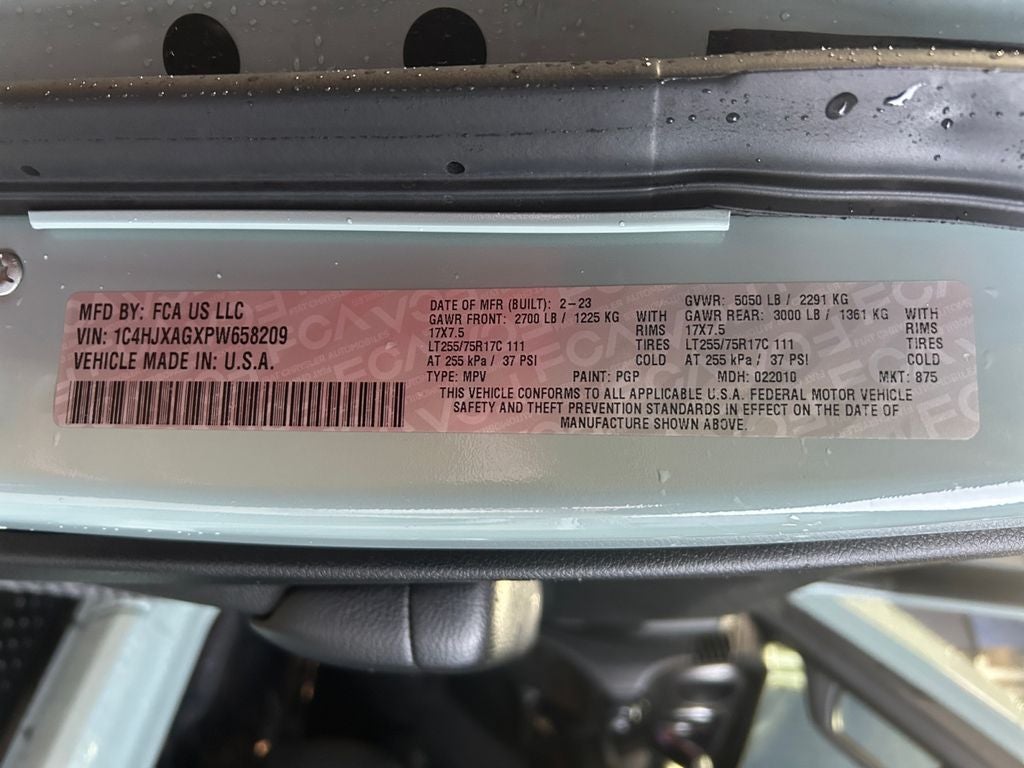 MFD BY: FCA US LLC
VIN: 1C4HJXAGXPW658209
VEHICLE MADE IN: U.S.A.
DATE OF MFR (BUILT): 2-23 GVWR: 5050 LB / 2291 KG
GAWR FRONT: 2700 LB / 1225 KG WITH GAWR REAR: 3000 LB / 1361 KG WITH
17X7.5 RIMS 17X7.5 RIMS
LT255/75R17C 111 TIRES LT255/75R17C 111 TIRES
AT 255 kPa / 37 PSI COLD AT 255 kPa / 37 PSI COLD
TYPE: MPV PAINT: PGP MDH: 022010 MKT: 875
THIS VEHICLE CONFORMS TO ALL APPLICABLE U.S.A. FEDERAL MOTOR VEHICLE
SAFETY AND THEFT PREVENTION STANDARDS IN EFFECT ON THE DATE OF
MANUFACTURE SHOWN ABOVE.